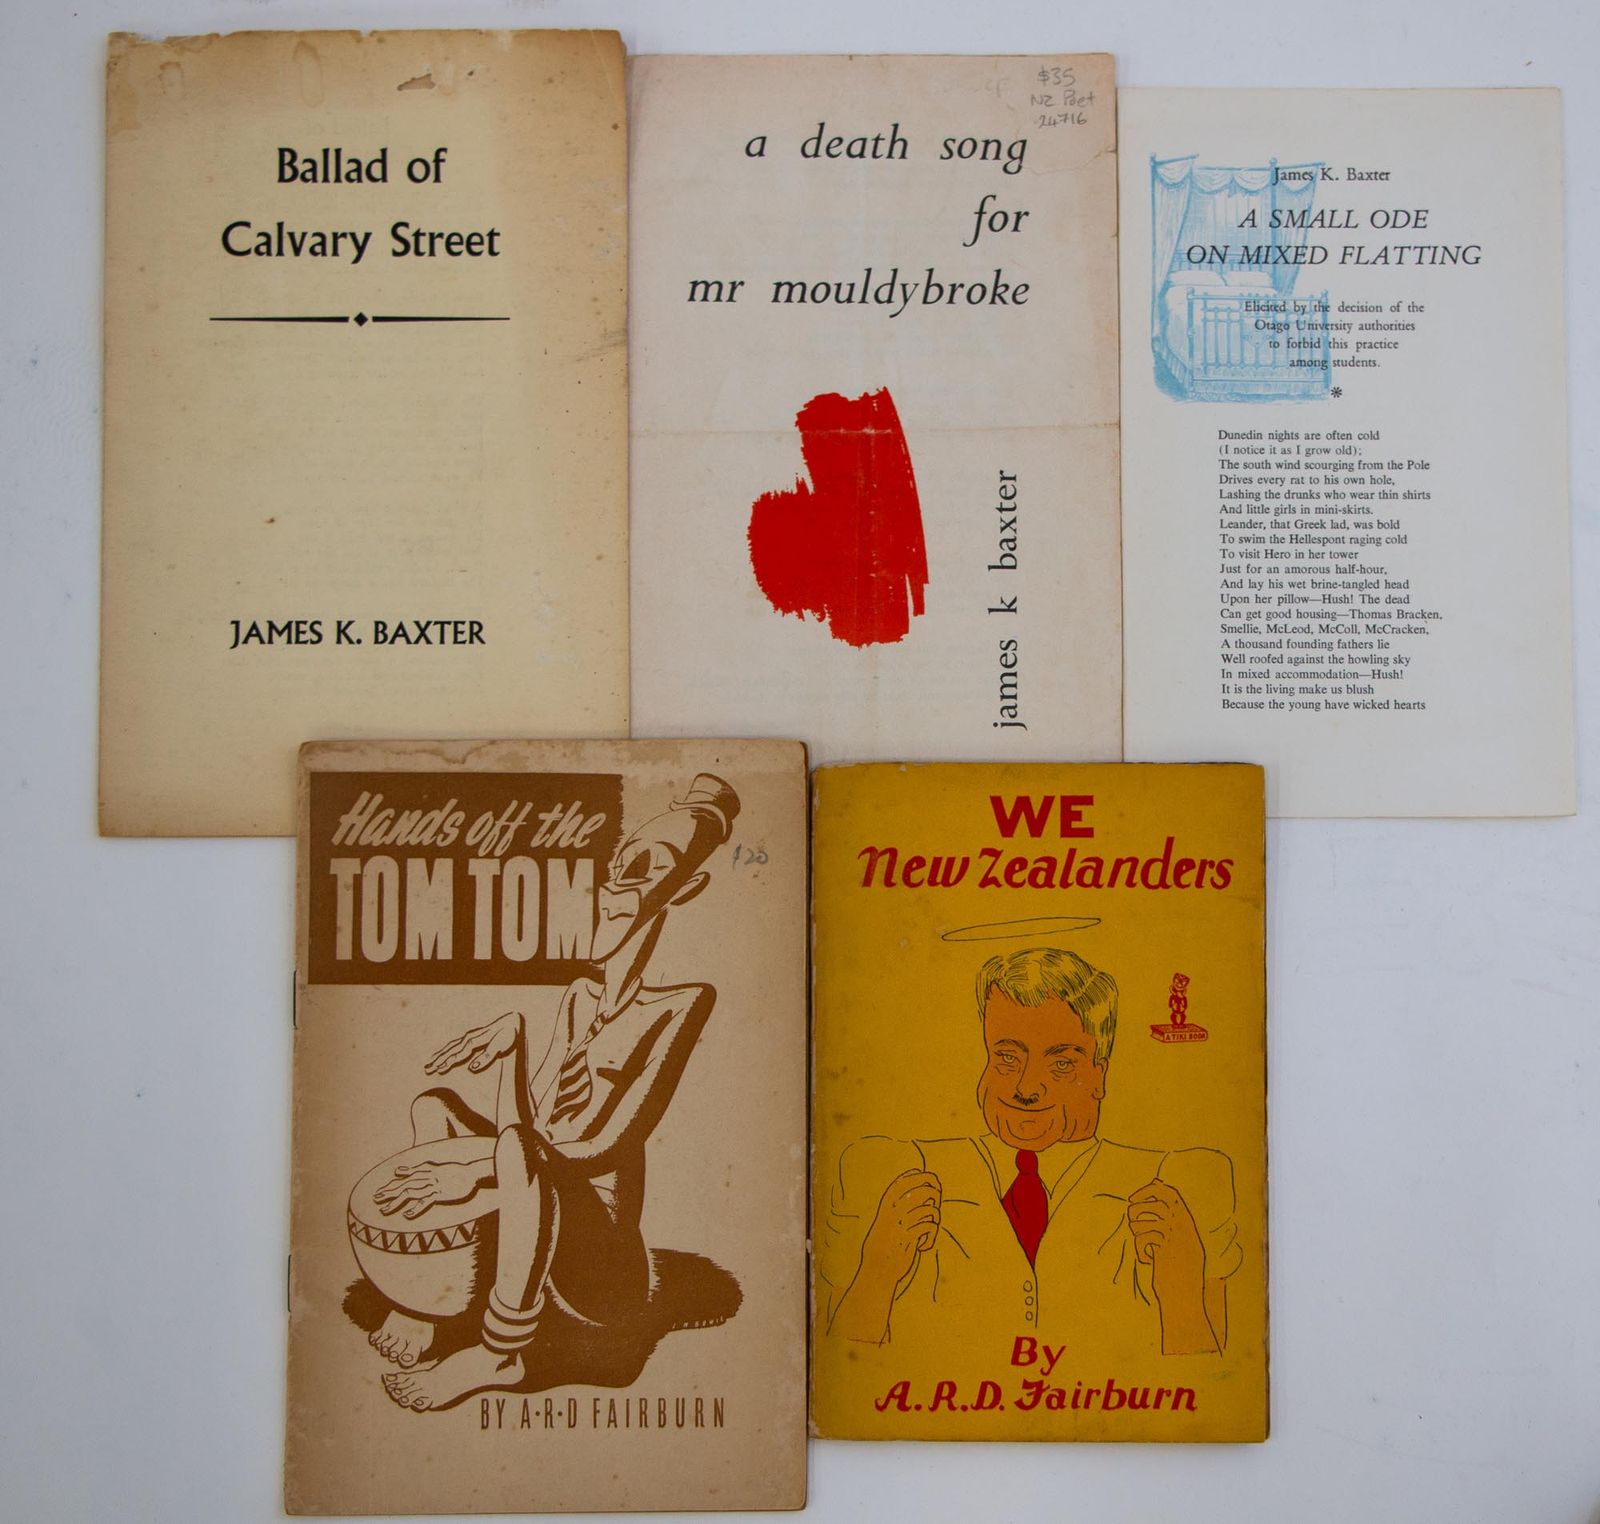 Ballad of
Calvary Street
JAMES K. BAXTER
$35
NZ Poet
24716
a death song
for
mr mouldybroke
james k baxter
James K. Baxter
A SMALL ODE
ON MIXED FLATTING
Elicited by the decision of the
Otago University authorities
to forbid this practice
among students.
*
Dunedin nights are often cold
(I notice it as I grow old);
The south wind scourging from the Pole
Drives every rat to his own hole,
Lashing the drunks who wear thin shirts
And little girls in mini-skirts.
Leander, that Greek lad, was bold
To swim the Hellespont raging cold
To visit Hero in her tower
Just for an amorous half-hour,
And lay his wet brine-tangled head
Upon her pillow—Hush! The dead
Can get good housing—Thomas Bracken,
Smellie, McLeod, McColl, McCracken,
A thousand founding fathers lie
Well roofed against the howling sky
In mixed accommodation—Hush!
It is the living make us blush
Because the young have wicked hearts
Hands off the
TOM TOM
$20
BY A·R·D FAIRBURN
WE
New Zealanders
A TIKI BOOK
By
A.R.D. Fairburn